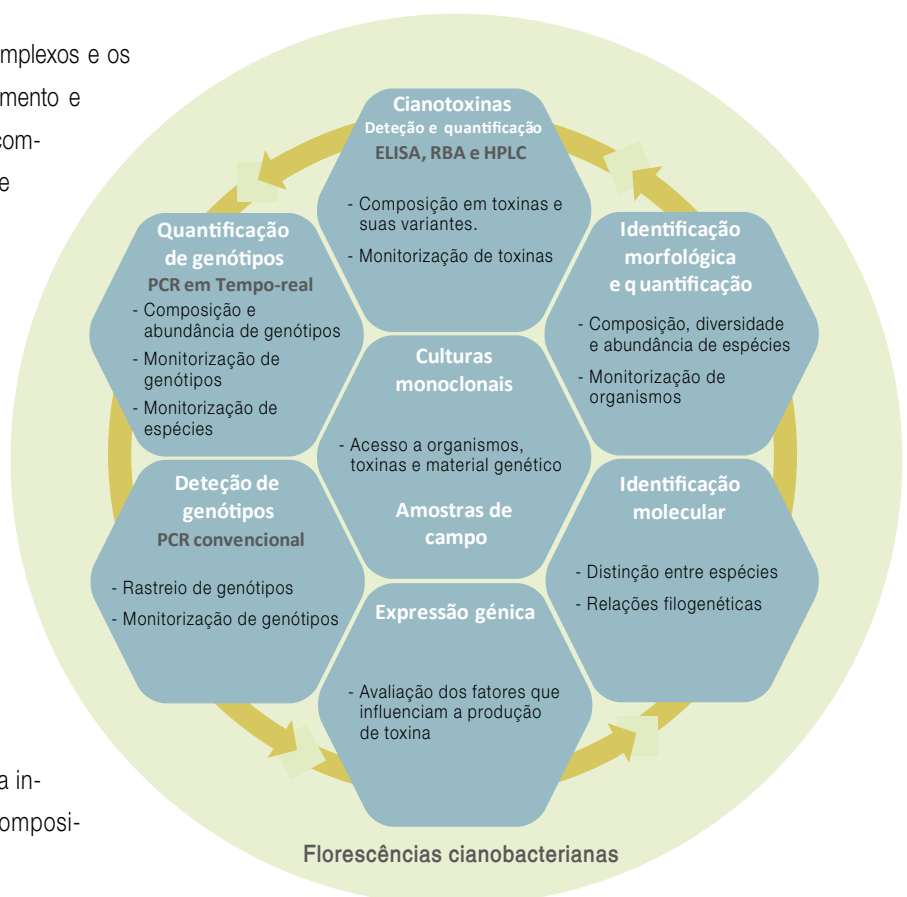 mplexos e os
mento e
com-
e
Cianotoxinas
Deteção e quantificação
ELISA, RBA e HPLC
- Composição em toxinas e
suas variantes.
- Monitorização de toxinas
Quantificação
de genótipos
PCR em Tempo-real
- Composição e
abundância de genótipos
- Monitorização de
genótipos
- Monitorização de
espécies
Identificação
morfológica
e q uantificação
- Composição, diversidade
e abundância de espécies
- Monitorização de
organismos
Culturas
monoclonais
- Acesso a organismos,
toxinas e material genético
Amostras de
campo
Deteção de
genótipos
PCR convencional
- Rastreio de genótipos
- Monitorização de genótipos
Identificação
molecular
- Distinção entre espécies
- Relações filogenéticas
Expressão génica
- Avaliação dos fatores que
influenciam a produção
de toxina
a in-
omposi-
Florescências cianobacterianas